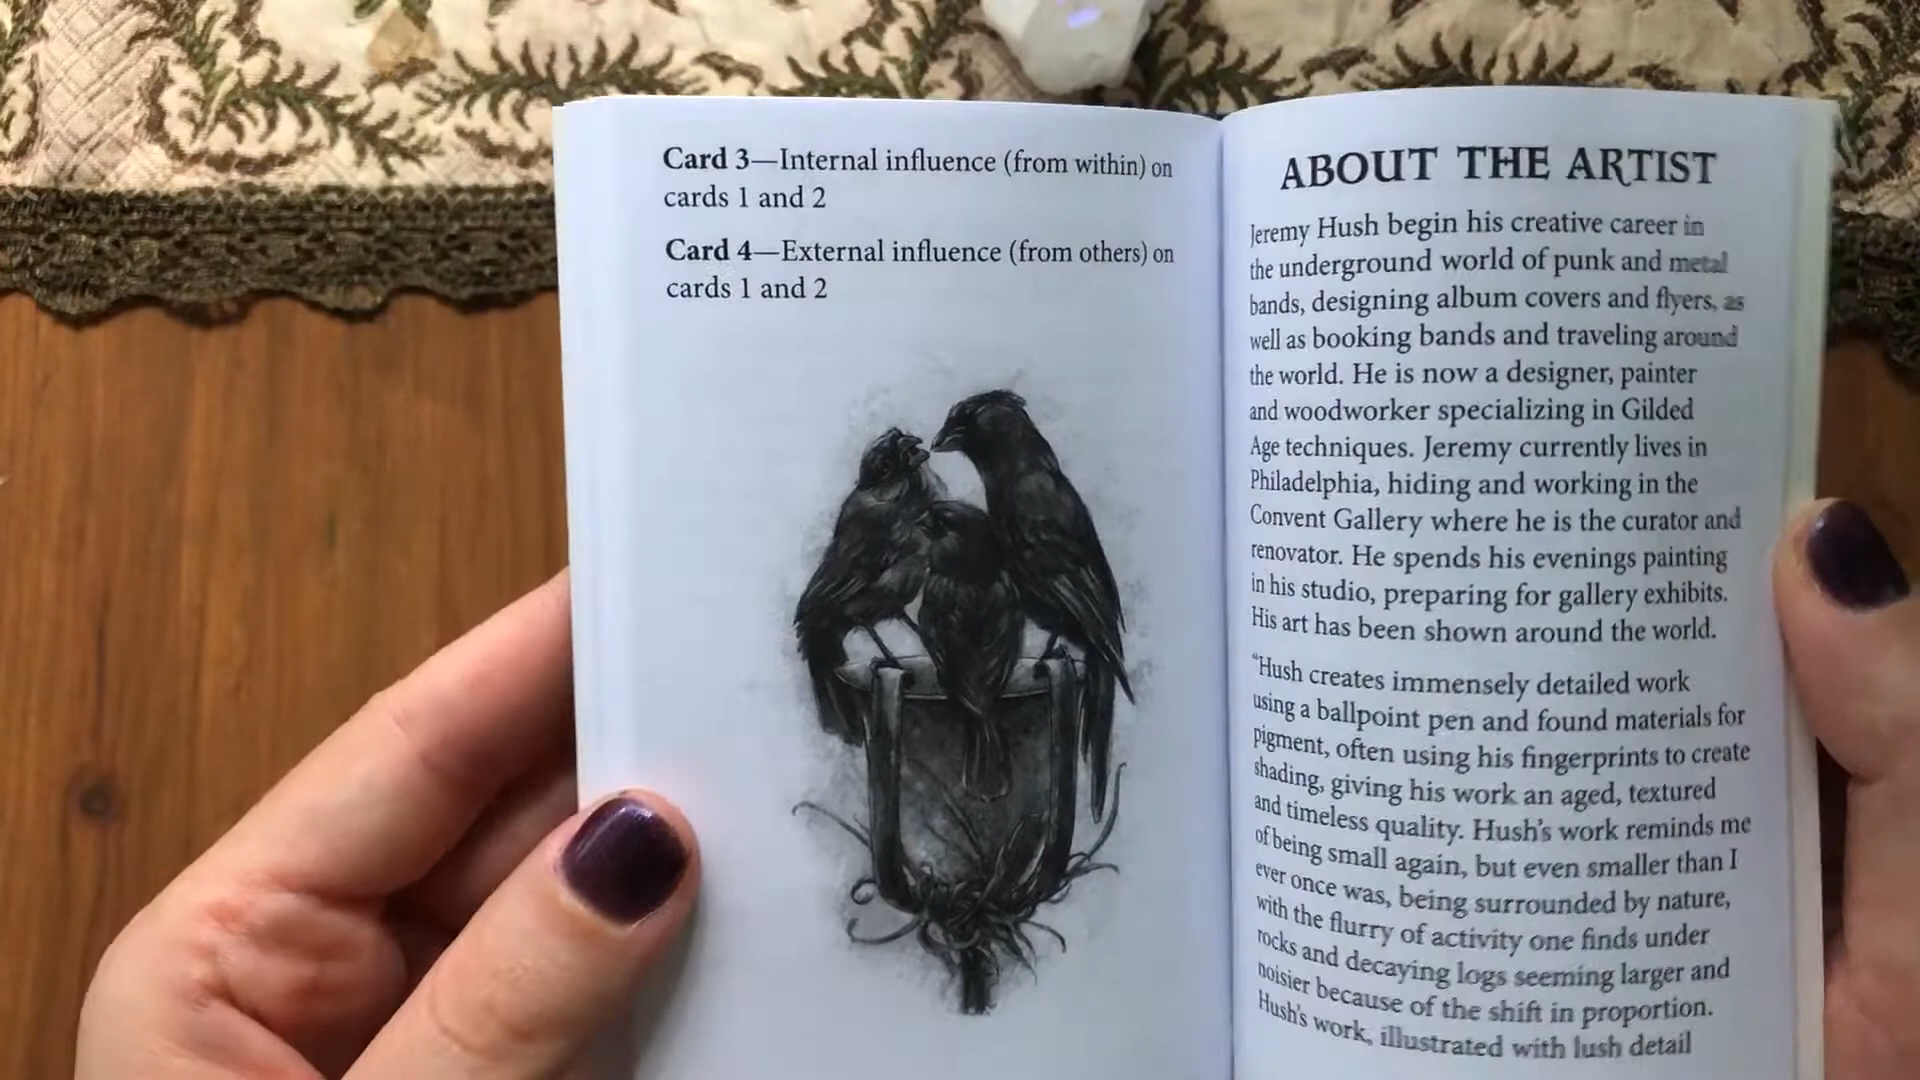 Card 3—Internal influence (from within) on
cards 1 and 2
Card 4—External influence (from others) on
cards 1 and 2
ABOUT THE ARTIST
Jeremy Hush begin his creative career in
the underground world of punk and metal
bands, designing album covers and flyers, as
well as booking bands and traveling around
the world. He is now a designer, painter
and woodworker specializing in Gilded
Age techniques. Jeremy currently lives in
Philadelphia, hiding and working in the
Convent Gallery where he is the curator and
renovator. He spends his evenings painting
in his studio, preparing for gallery exhibits.
His art has been shown around the world.
"Hush creates immensely detailed work
using a ballpoint pen and found materials for
pigment, often using his fingerprints to create
shading, giving his work an aged, textured
and timeless quality. Hush's work reminds me
of being small again, but even smaller than I
ever once was, being surrounded by nature,
with the flurry of activity one finds under
rocks and decaying logs seeming larger and
noisier because of the shift in proportion.
Hush's work, illustrated with lush detail